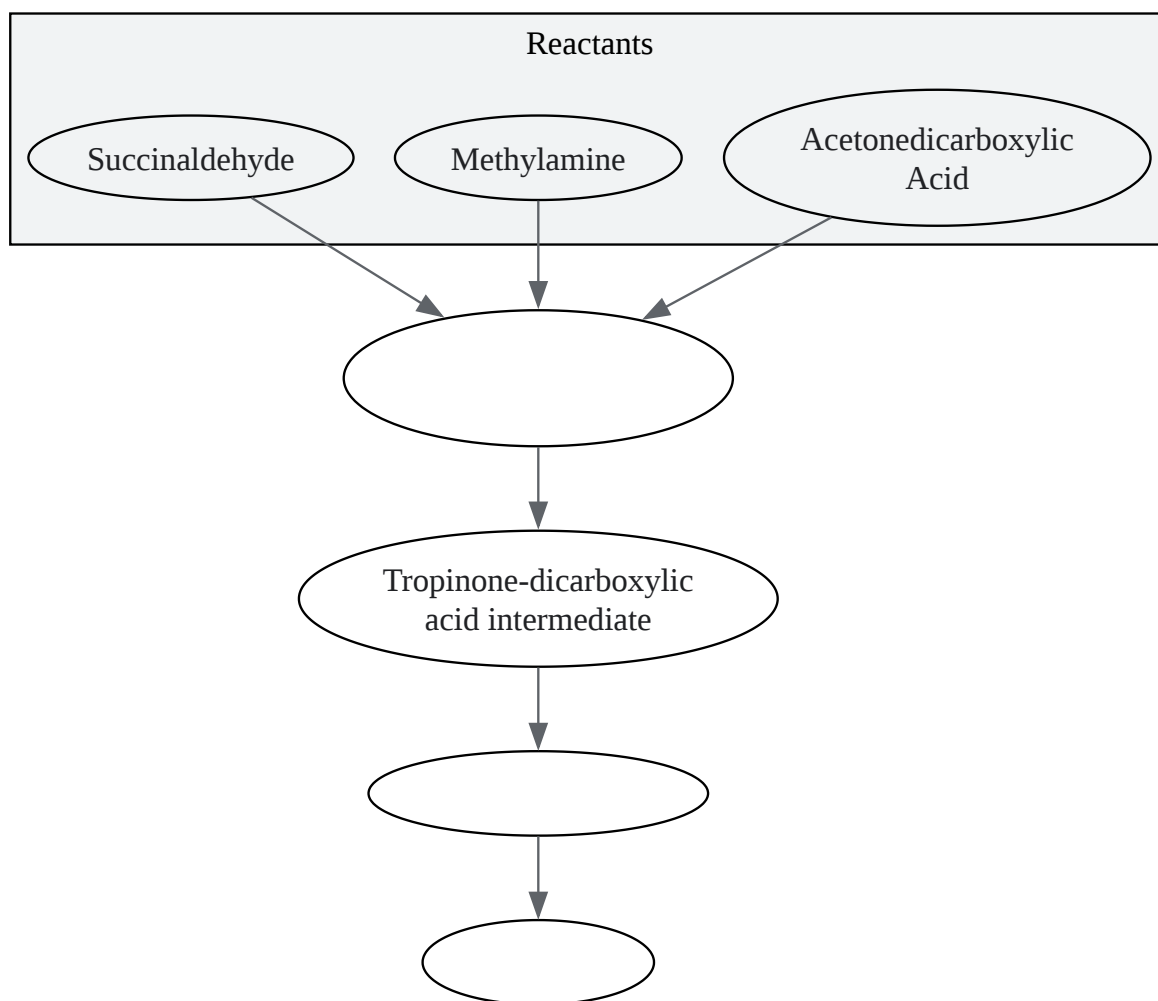 Reactants
Succinaldehyde
Methylamine
Acetonedicarboxylic
Acid
Tropinone-dicarboxylic
acid intermediate